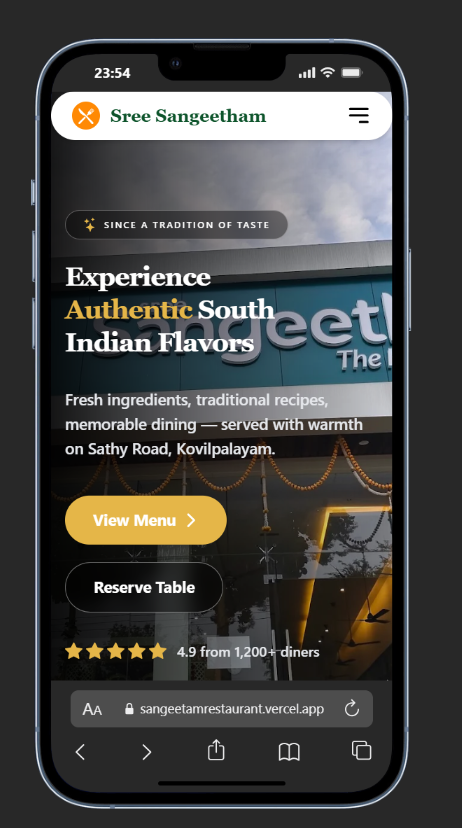 23:54
Sree Sangeetham
SINCE A TRADITION OF TASTE
Experience
Authentic South
Indian Flavors
The
Fresh ingredients, traditional recipes,
memorable dining — served with warmth
on Sathy Road, Kovilpalayam.
View Menu
Reserve Table
4.9 from 1,200+ diners
AA
sangeetamrestaurant.vercel.app